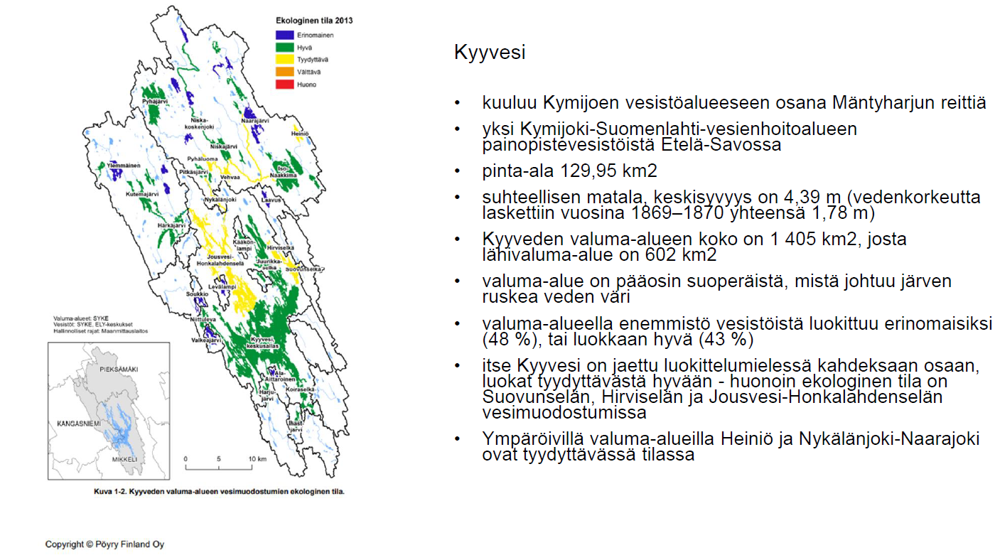 Ekologinen tila 2013
Erinomainen
Hyvä
Tyydyttävä
Välttävä
Huono
Pyhäjärvi
Niska-
koskenjoki
Naarajärvi
Heiniö
Niskajärvi
Pyhäluoma
Ylemmäinen
Pitkäsjärvi
Vehvaa
Iso-
Naakkima
Kutemajärvi
Nykälänjoki
Laavus
Härkäjärvi
Kääkön-
lampi
Hirviselkä
Jousvesi-
Honkalahdenselä
Juurikka-
selkä
Suovunselkä
Levälampi
Soukkio
Niittuleva
Valkeajärvi
Kyyvesi,
keskusallas
Ala-
Aittaroinen
Harju-
järvi
Koiraselkä
Ihast-
järvi
Valuma-alueet: SYKE
Vesistöt: SYKE, ELY-keskukset
Hallinnolliset rajat: Maanmittauslaitos
PIEKSÄMÄKI
KANGASNIEMI
MIKKELI
0 5 10 km
Kuva 1-2. Kyyveden valuma-alueen vesimuodostumien ekologinen tila.
Copyright © Pöyry Finland Oy
Kyyvesi
• kuuluu Kymijoen vesistöalueeseen osana Mäntyharjun reittiä
• yksi Kymijoki-Suomenlahti-vesienhoitoalueen
painopistevesistöistä Etelä-Savossa
• pinta-ala 129,95 km2
• suhteellisen matala, keskisyvyys on 4,39 m (vedenkorkeutta
laskettiin vuosina 1869–1870 yhteensä 1,78 m)
• Kyyveden valuma-alueen koko on 1 405 km2, josta
lähivaluma-alue on 602 km2
• valuma-alue on pääosin suoperäistä, mistä johtuu järven
ruskea veden väri
• valuma-alueella enemmistö vesistöistä luokittuu erinomaisiksi
(48 %), tai luokkaan hyvä (43 %)
• itse Kyyvesi on jaettu luokittelumielessä kahdeksaan osaan,
luokat tyydyttävästä hyvään - huonoin ekologinen tila on
Suovunselän, Hirviselän ja Jousvesi-Honkalahdenselän
vesimuodostumissa
• Ympäröivillä valuma-alueilla Heiniö ja Nykälänjoki-Naarajoki
ovat tyydyttävässä tilassa